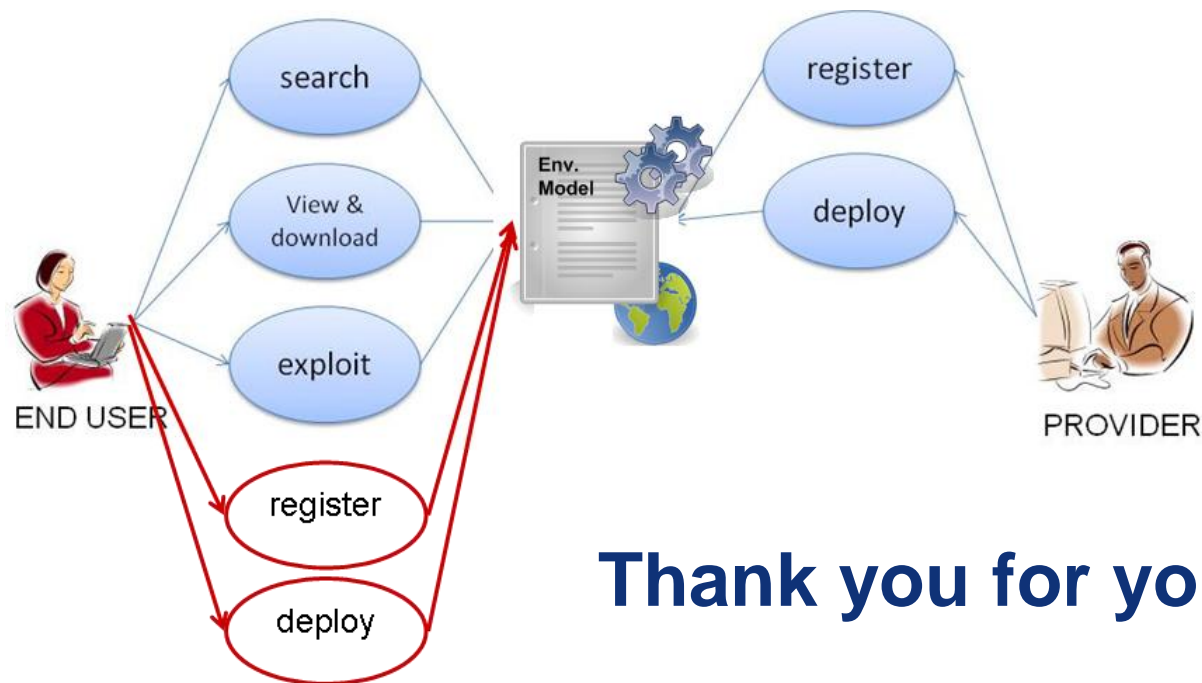 search
View &
download
exploit
END USER
register
deploy
Env.
Model
register
deploy
PROVIDER
Thank you for yo